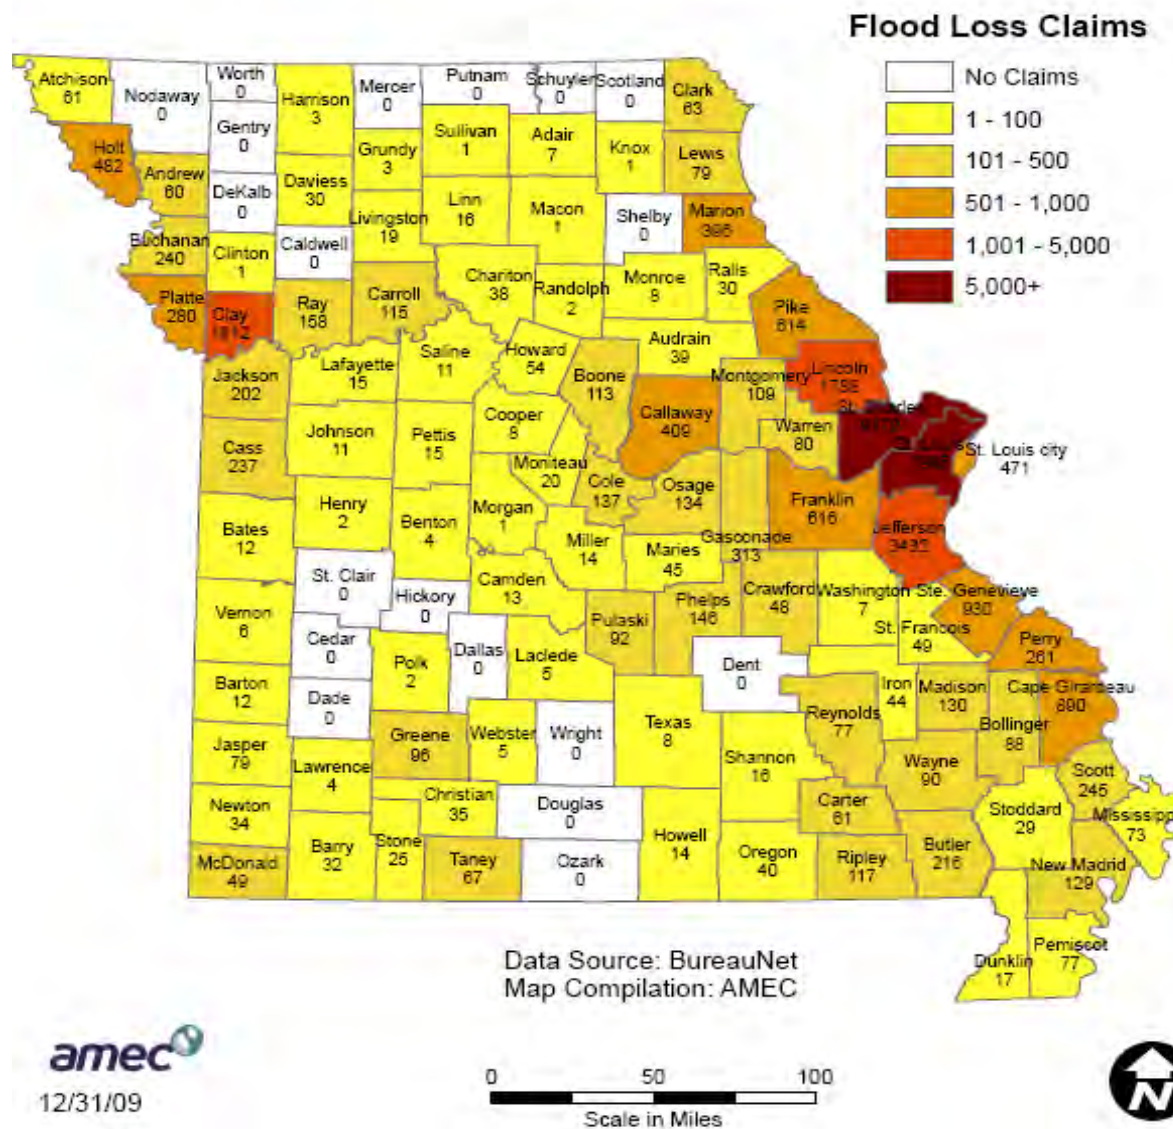 Flood Loss Claims
No Claims
1 - 100
101 - 500
501 - 1,000
1,001 - 5,000
5,000+
Atchison
61
Nodaway
0
Worth
0
Gentry
0
Harrison
3
Mercer
0
Putnam
0
Schuyler
0
Scotland
0
Clark
63
Holt
482
Andrew
60
DeKalb
0
Daviess
30
Grundy
3
Sullivan
1
Adair
7
Knox
1
Lewis
79
Buchanan
240
Clinton
1
Caldwell
0
Livingston
19
Linn
16
Macon
1
Shelby
0
Marion
Platte
280
Clay
Ray
158
Carroll
115
Chariton
38
Randolph
2
Monroe
Ralls
30
Pike
Jackson
202
Lafayette
15
Saline
11
Howard
54
Boone
113
Audrain
39
Montgomery
109
Lincoln
Cass
237
Johnson
11
Pettis
15
Cooper
Moniteau
20
Cole
137
Callaway
409
Osage
134
Warren
80
St. Louis city
471
Bates
12
Henry
2
Benton
4
Morgan
1
Miller
14
Maries
45
Gasconade
313
Franklin
616
Jefferson
Vernon
6
St. Clair
0
Hickory
0
Camden
13
Pulaski
92
Phelps
146
Crawford
48
Washington
7
Ste. Genevieve
930
St. Francois
49
Perry
261
Barton
12
Cedar
0
Dade
0
Polk
2
Dallas
0
Laclede
5
Dent
0
Iron
44
Madison
130
Cape Girardeau
Bollinger
Jasper
79
Lawrence
4
Greene
96
Webster
5
Wright
0
Texas
8
Shannon
16
Reynolds
77
Wayne
90
Scott
245
Newton
34
Christian
35
Douglas
0
Howell
14
Carter
61
Stoddard
29
Mississippi
73
McDonald
49
Barry
32
Stone
25
Taney
67
Ozark
0
Oregon
40
Ripley
117
Butler
216
New Madrid
129
Dunklin
17
Pemiscot
77
Data Source: BureauNet
Map Compilation: AMEC
amec
12/31/09
0 50 100
Scale in Miles
N